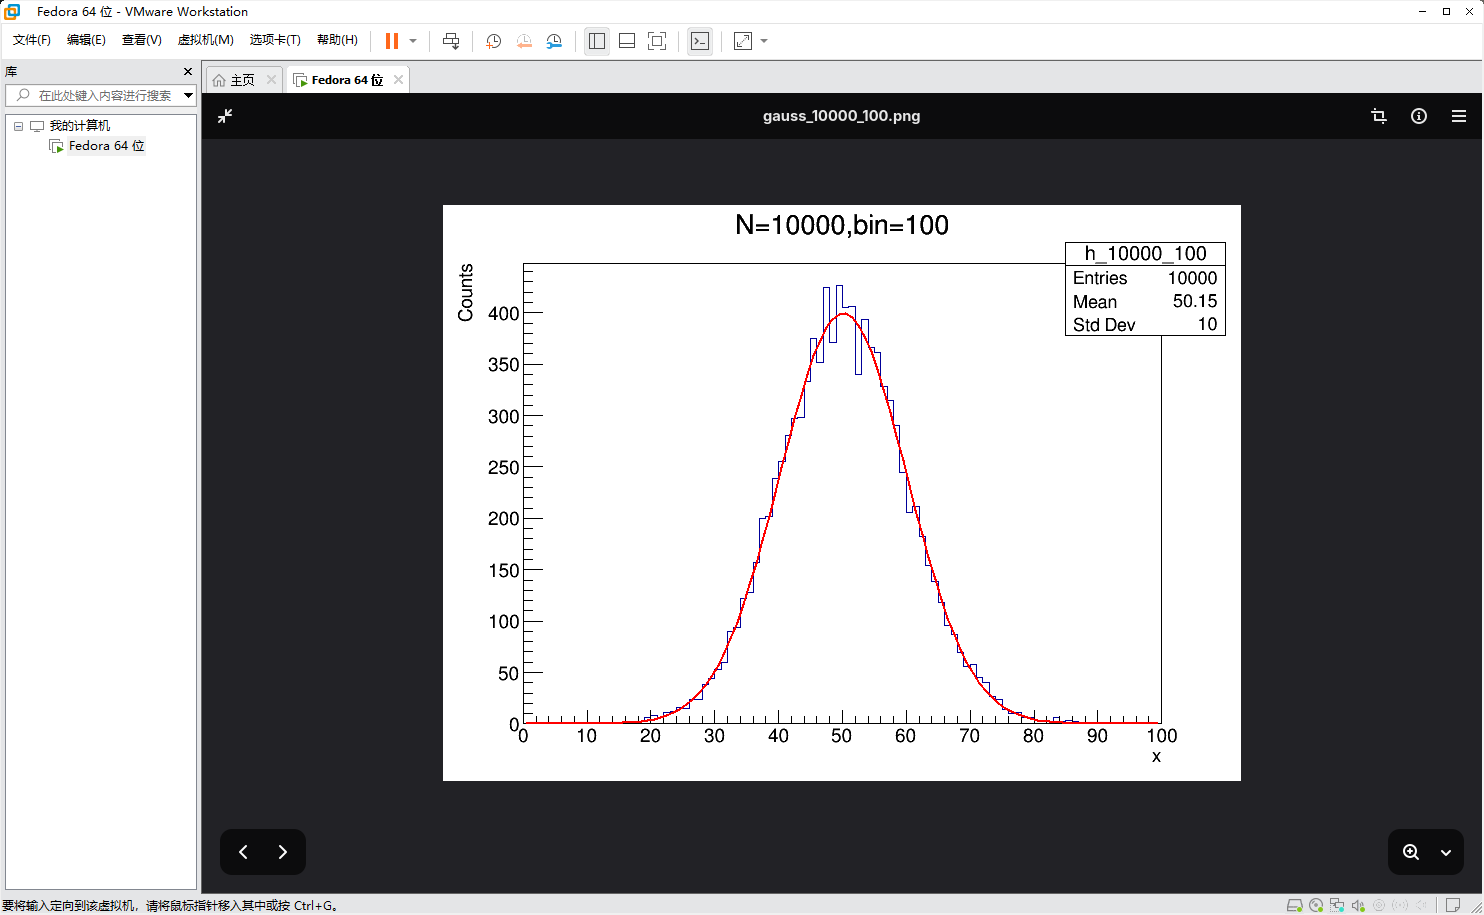 Fedora 64 位 - VMware Workstation
文件(F) 编辑(E) 查看(V) 虚拟机(M) 选项卡(T) 帮助(H)
库
在此处键入内容进行搜索
我的计算机
Fedora 64 位
主页
Fedora 64 位
gauss_10000_100.png
N=10000,bin=100
h_10000_100
Entries 10000
Mean 50.15
Std Dev 10
Counts
400
350
300
250
200
150
100
50
0
0 10 20 30 40 50 60 70 80 90 100
x
要将输入定向到该虚拟机，请将鼠标指针移入其中或按 Ctrl+G。